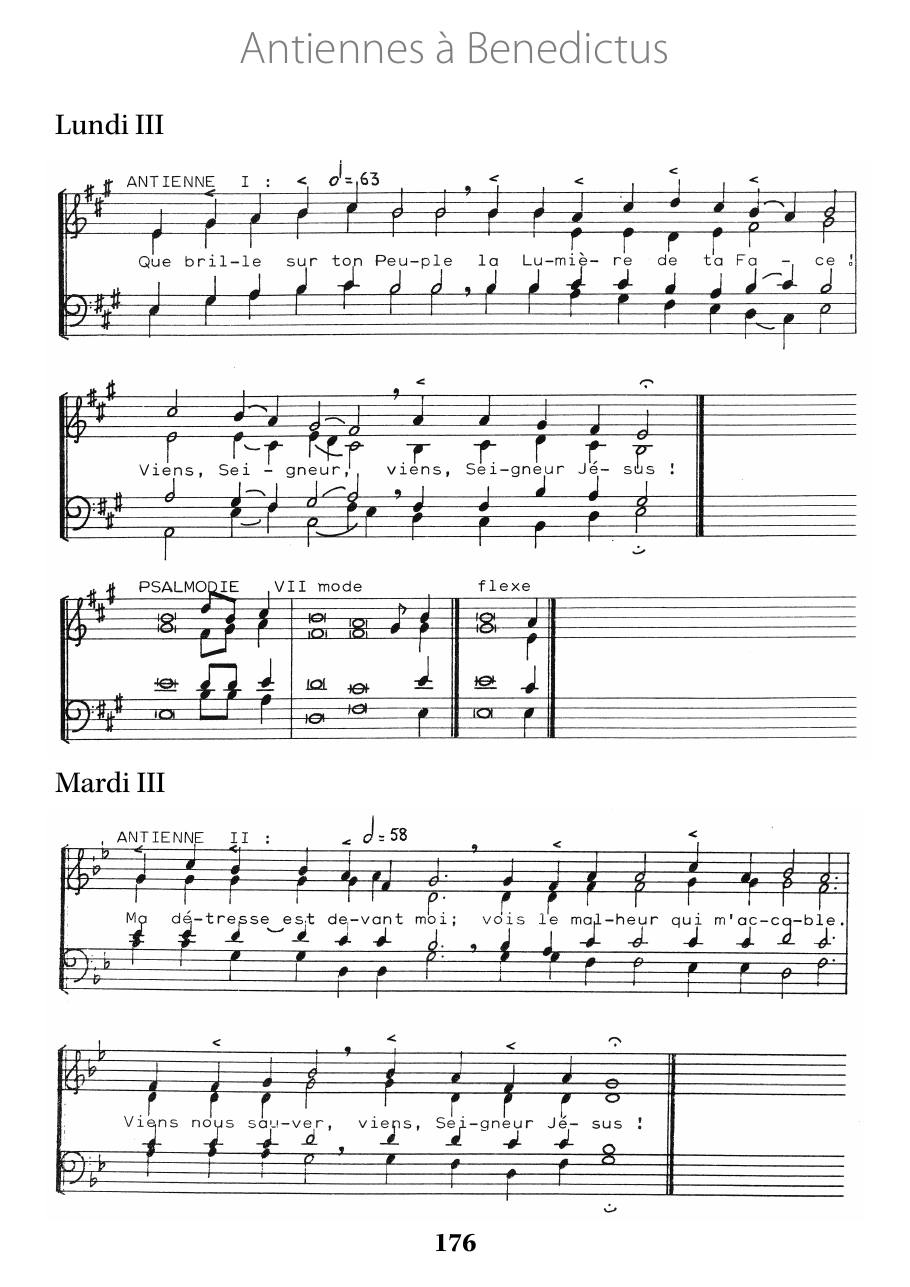 Antiennes à Benedictus
Lundi III
ANTIENNE I : 𝅗𝅥 = 63
Que bril-le sur ton Peu-ple la Lu-miè-re de ta Fa - ce !
Viens, Sei - gneur, viens, Sei-gneur Jé- sus !
PSALMODIE VII mode flexe
Mardi III
ANTIENNE II : 𝅗𝅥 = 58
Ma dé-tresse est de-vant moi; vois le mal-heur qui m'ac-ca-ble.
Viens nous sau-ver, viens, Sei-gneur Jé- sus !
176